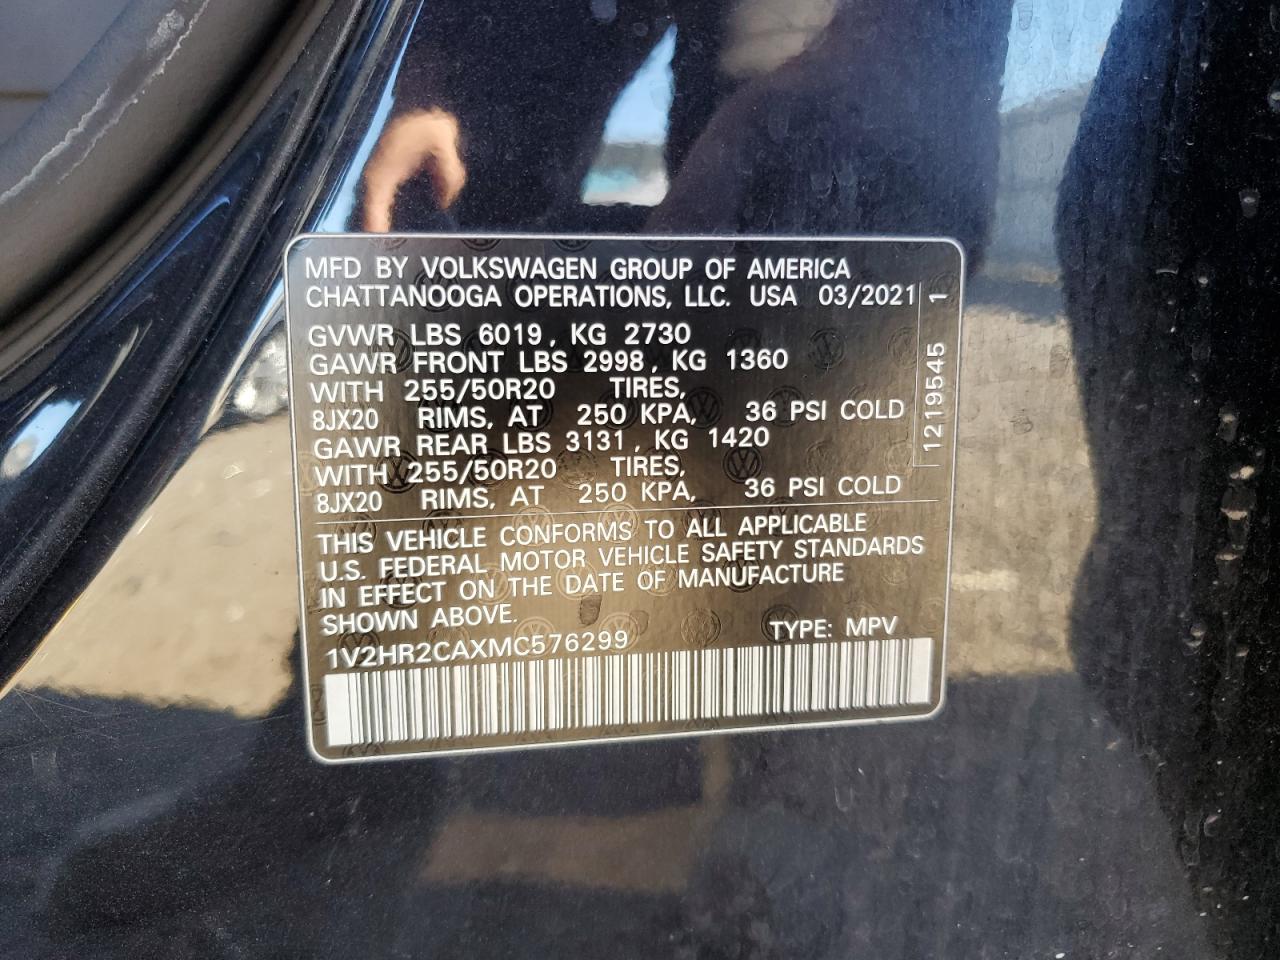 MFD BY VOLKSWAGEN GROUP OF AMERICA
CHATTANOOGA OPERATIONS, LLC. USA 03/2021
GVWR LBS 6019, KG 2730
GAWR FRONT LBS 2998, KG 1360
WITH 255/50R20 TIRES,
8JX20 RIMS, AT 250 KPA, 36 PSI COLD
GAWR REAR LBS 3131, KG 1420
WITH 255/50R20 TIRES,
8JX20 RIMS, AT 250 KPA, 36 PSI COLD
1219545 1
THIS VEHICLE CONFORMS TO ALL APPLICABLE
U.S. FEDERAL MOTOR VEHICLE SAFETY STANDARDS
IN EFFECT ON THE DATE OF MANUFACTURE
SHOWN ABOVE.
1V2HR2CAXMC576299 TYPE: MPV